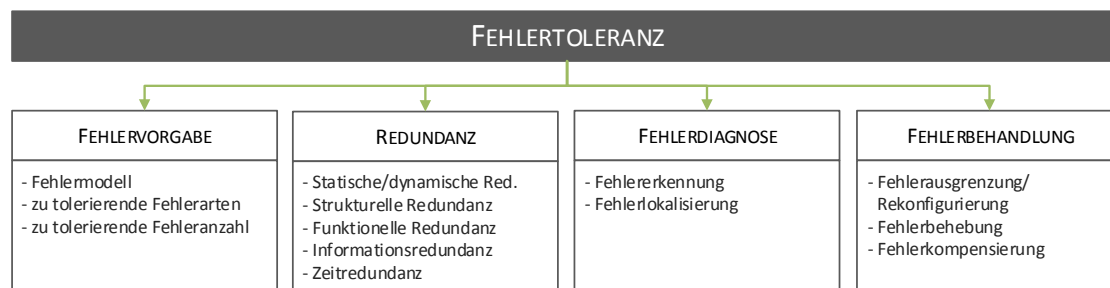 FEHLERTOLERANZ
FEHLERVORGABE
- Fehlermodell
- zu tolerierende Fehlerarten
- zu tolerierende Fehleranzahl
REDUNDANZ
- Statische/dynamische Red.
- Strukturelle Redundanz
- Funktionelle Redundanz
- Informationsredundanz
- Zeitredundanz
FEHLERDIAGNOSE
- Fehlererkennung
- Fehlerlokalisierung
FEHLERBEHANDLUNG
- Fehlerausgrenzung/
Rekonfigurierung
- Fehlerbehebung
- Fehlerkompensierung